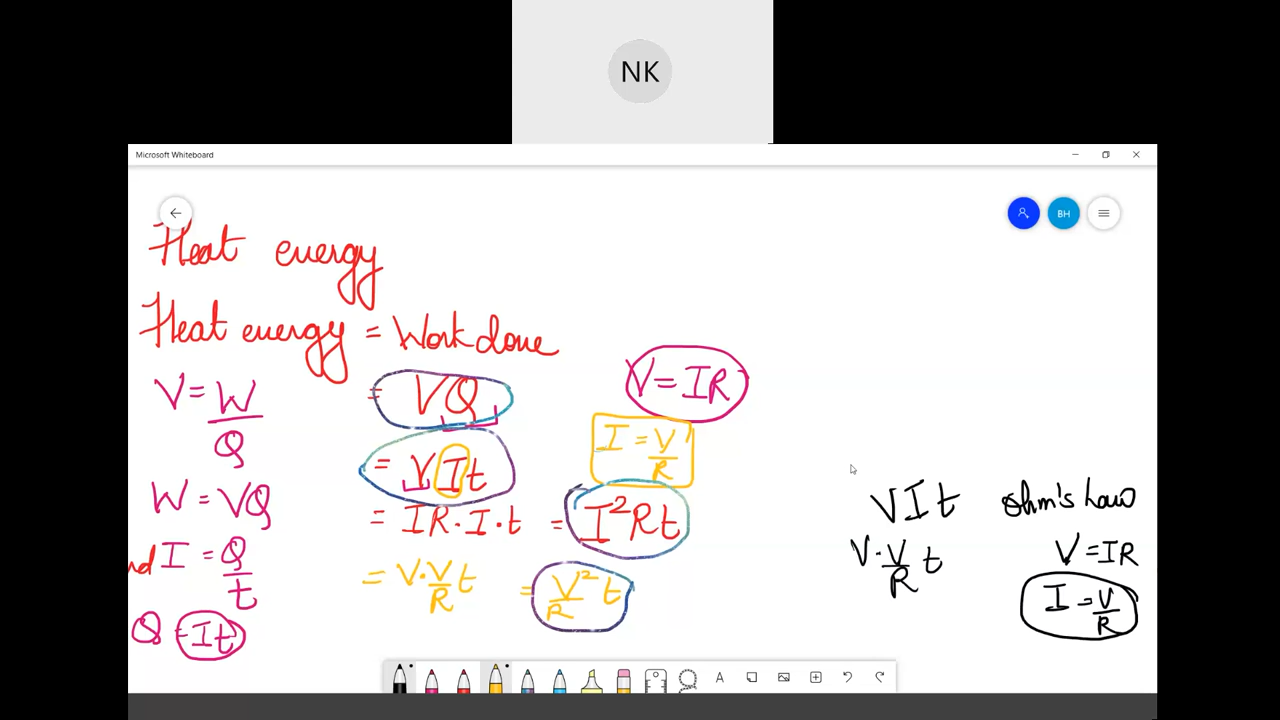 NK
Microsoft Whiteboard
BH
Heat energy
Heat energy = Work done
V = W/Q
= VQ
V = IR
I = V/R
= VIt
W = VQ
= IR·I·t = I²Rt
nd I = Q/t
= V·V/R t = V²/R t
Q = It
VIt ohm's Law
V·V/R t
V = IR
I = V/R
A